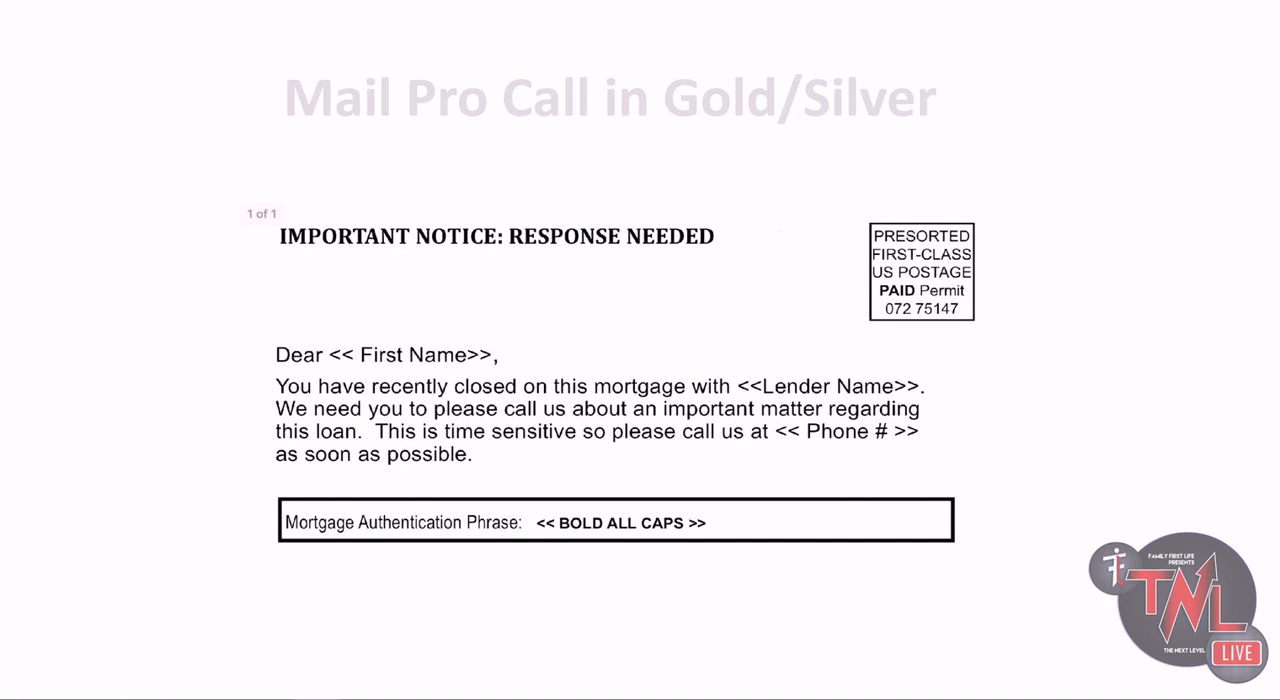 Mail Pro Call in Gold/Silver
1 of 1
IMPORTANT NOTICE: RESPONSE NEEDED
PRESORTED
FIRST-CLASS
US POSTAGE
PAID Permit
072 75147
Dear << First Name>>,
You have recently closed on this mortgage with <<Lender Name>>.
We need you to please call us about an important matter regarding
this loan.  This is time sensitive so please call us at << Phone # >>
as soon as possible.
Mortgage Authentication Phrase: << BOLD ALL CAPS >>
FAMILY FIRST LIFE
PRESENTS
TNL
THE NEXT LEVEL
LIVE